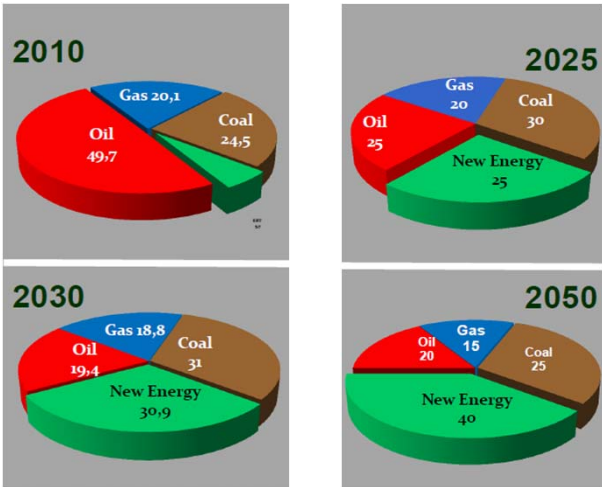 2010
Gas 20,1
Oil
49,7
Coal
24,5
2025
Gas
20
Coal
30
Oil
25
New Energy
25
2030
Gas 18,8
Oil
19,4
Coal
31
New Energy
30,9
2050
Gas
15
Oil
20
Coal
25
New Energy
40